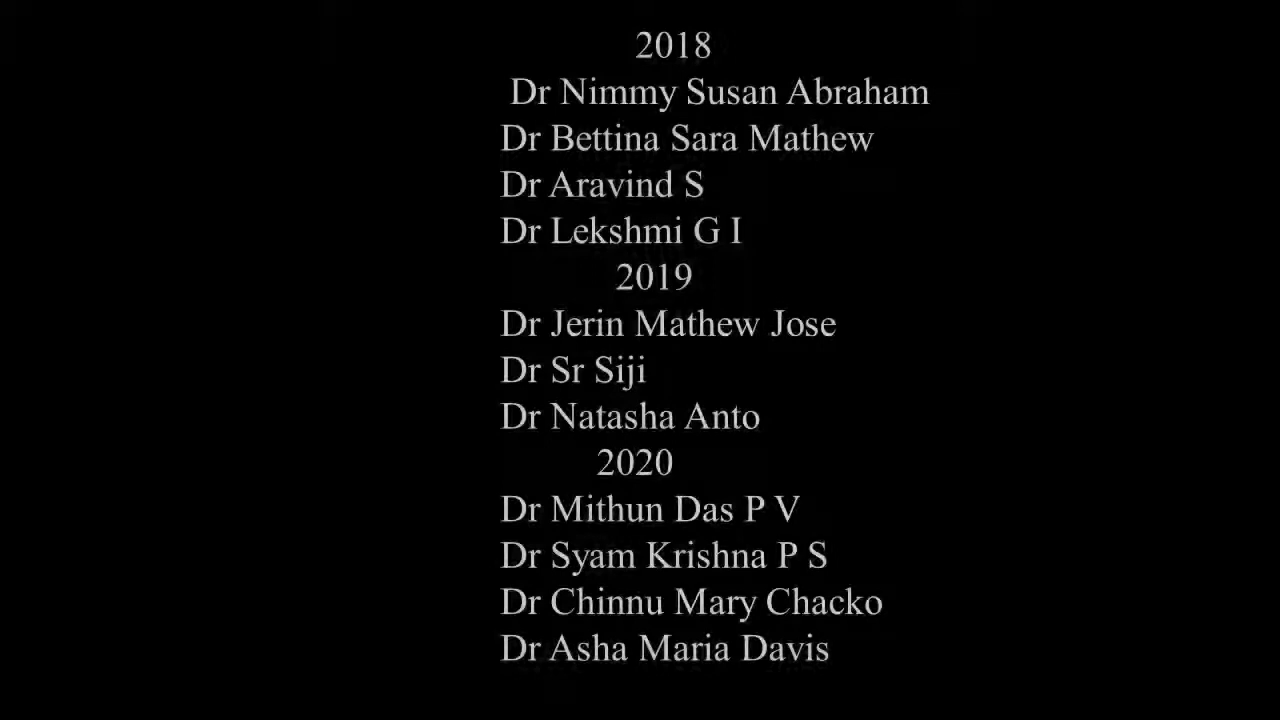 2018
Dr Nimmy Susan Abraham
Dr Bettina Sara Mathew
Dr Aravind S
Dr Lekshmi G I
2019
Dr Jerin Mathew Jose
Dr Sr Siji
Dr Natasha Anto
2020
Dr Mithun Das P V
Dr Syam Krishna P S
Dr Chinnu Mary Chacko
Dr Asha Maria Davis